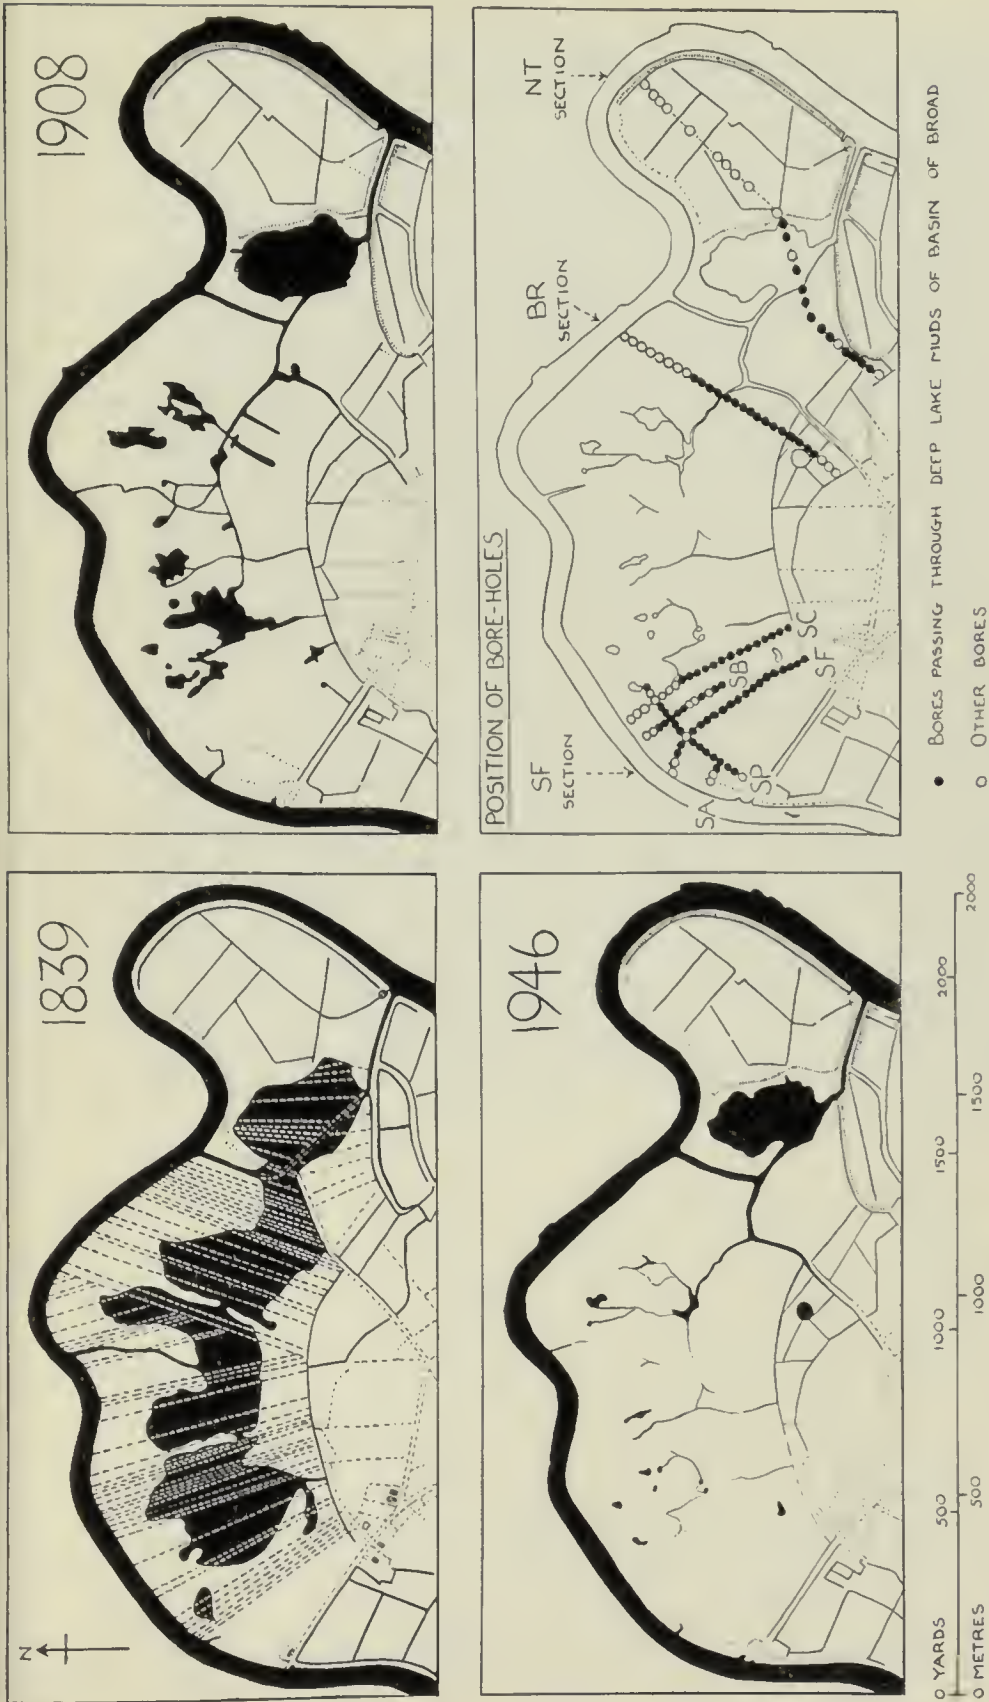 1839
N
1908
1946
POSITION OF BORE-HOLES
SF
SECTION
BR
SECTION
NT
SECTION
SA
SP
SB
SF
SC
0 YARDS 500 1000 1500 2000
0 METRES 500 1000 1500 2000
● BORES PASSING THROUGH DEEP LAKE MUDS OF BASIN OF BROAD
○ OTHER BORES